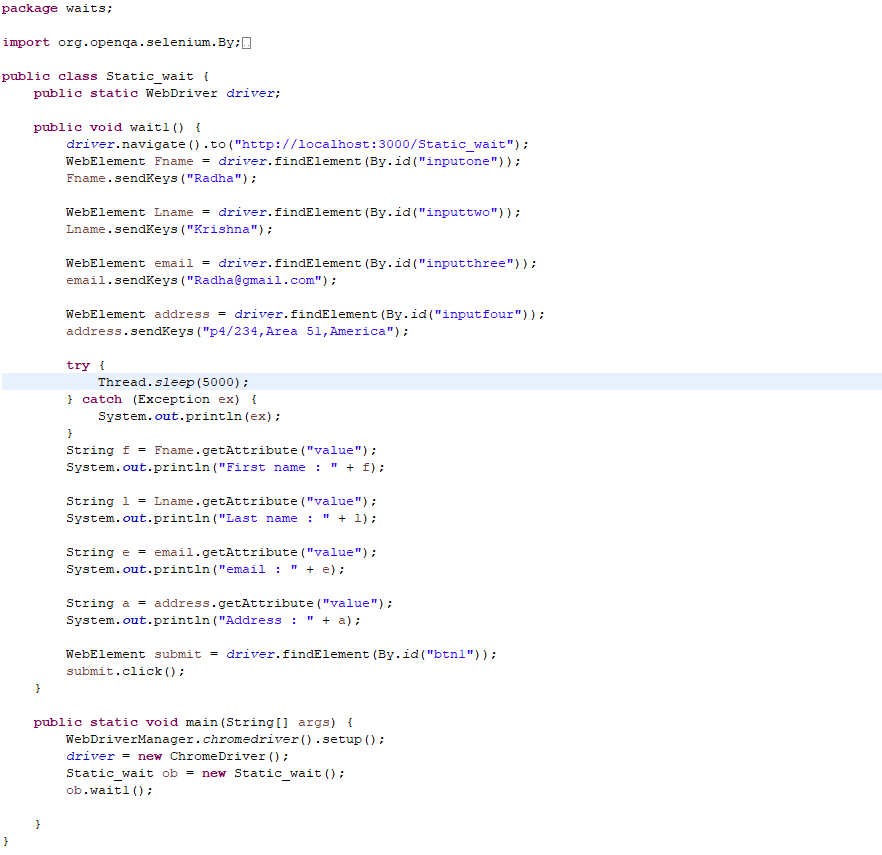 package waits;
import org.openqa.selenium.By;
public class Static_wait {
public static WebDriver driver;
public void wait1() {
driver.navigate().to("http://localhost:3000/Static_wait");
WebElement Fname = driver.findElement(By.id("inputone"));
Fname.sendKeys("Radha");
WebElement Lname = driver.findElement(By.id("inputtwo"));
Lname.sendKeys("Krishna");
WebElement email = driver.findElement(By.id("inputthree"));
email.sendKeys("Radha@gmail.com");
WebElement address = driver.findElement(By.id("inputfour"));
address.sendKeys("p4/234,Area 51,America");
try {
Thread.sleep(5000);
} catch (Exception ex) {
System.out.println(ex);
}
String f = Fname.getAttribute("value");
System.out.println("First name : " + f);
String l = Lname.getAttribute("value");
System.out.println("Last name : " + l);
String e = email.getAttribute("value");
System.out.println("email : " + e);
String a = address.getAttribute("value");
System.out.println("Address : " + a);
WebElement submit = driver.findElement(By.id("btn1"));
submit.click();
}
public static void main(String[] args) {
WebDriverManager.chromedriver().setup();
driver = new ChromeDriver();
Static_wait ob = new Static_wait();
ob.wait1();
}
}